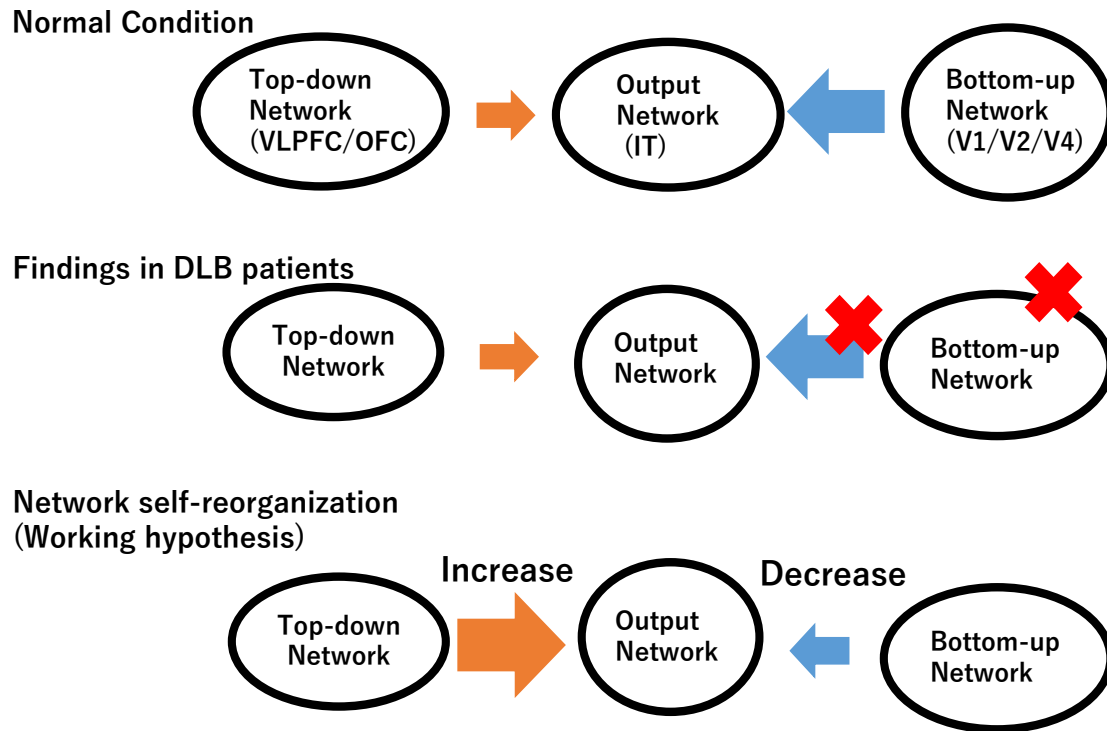 Normal Condition
Top-down
Network
(VLPFC/OFC)
Output
Network
(IT)
Bottom-up
Network
(V1/V2/V4)
Findings in DLB patients
Top-down
Network
Output
Network
Bottom-up
Network
Network self-reorganization
(Working hypothesis)
Increase
Decrease
Top-down
Network
Output
Network
Bottom-up
Network